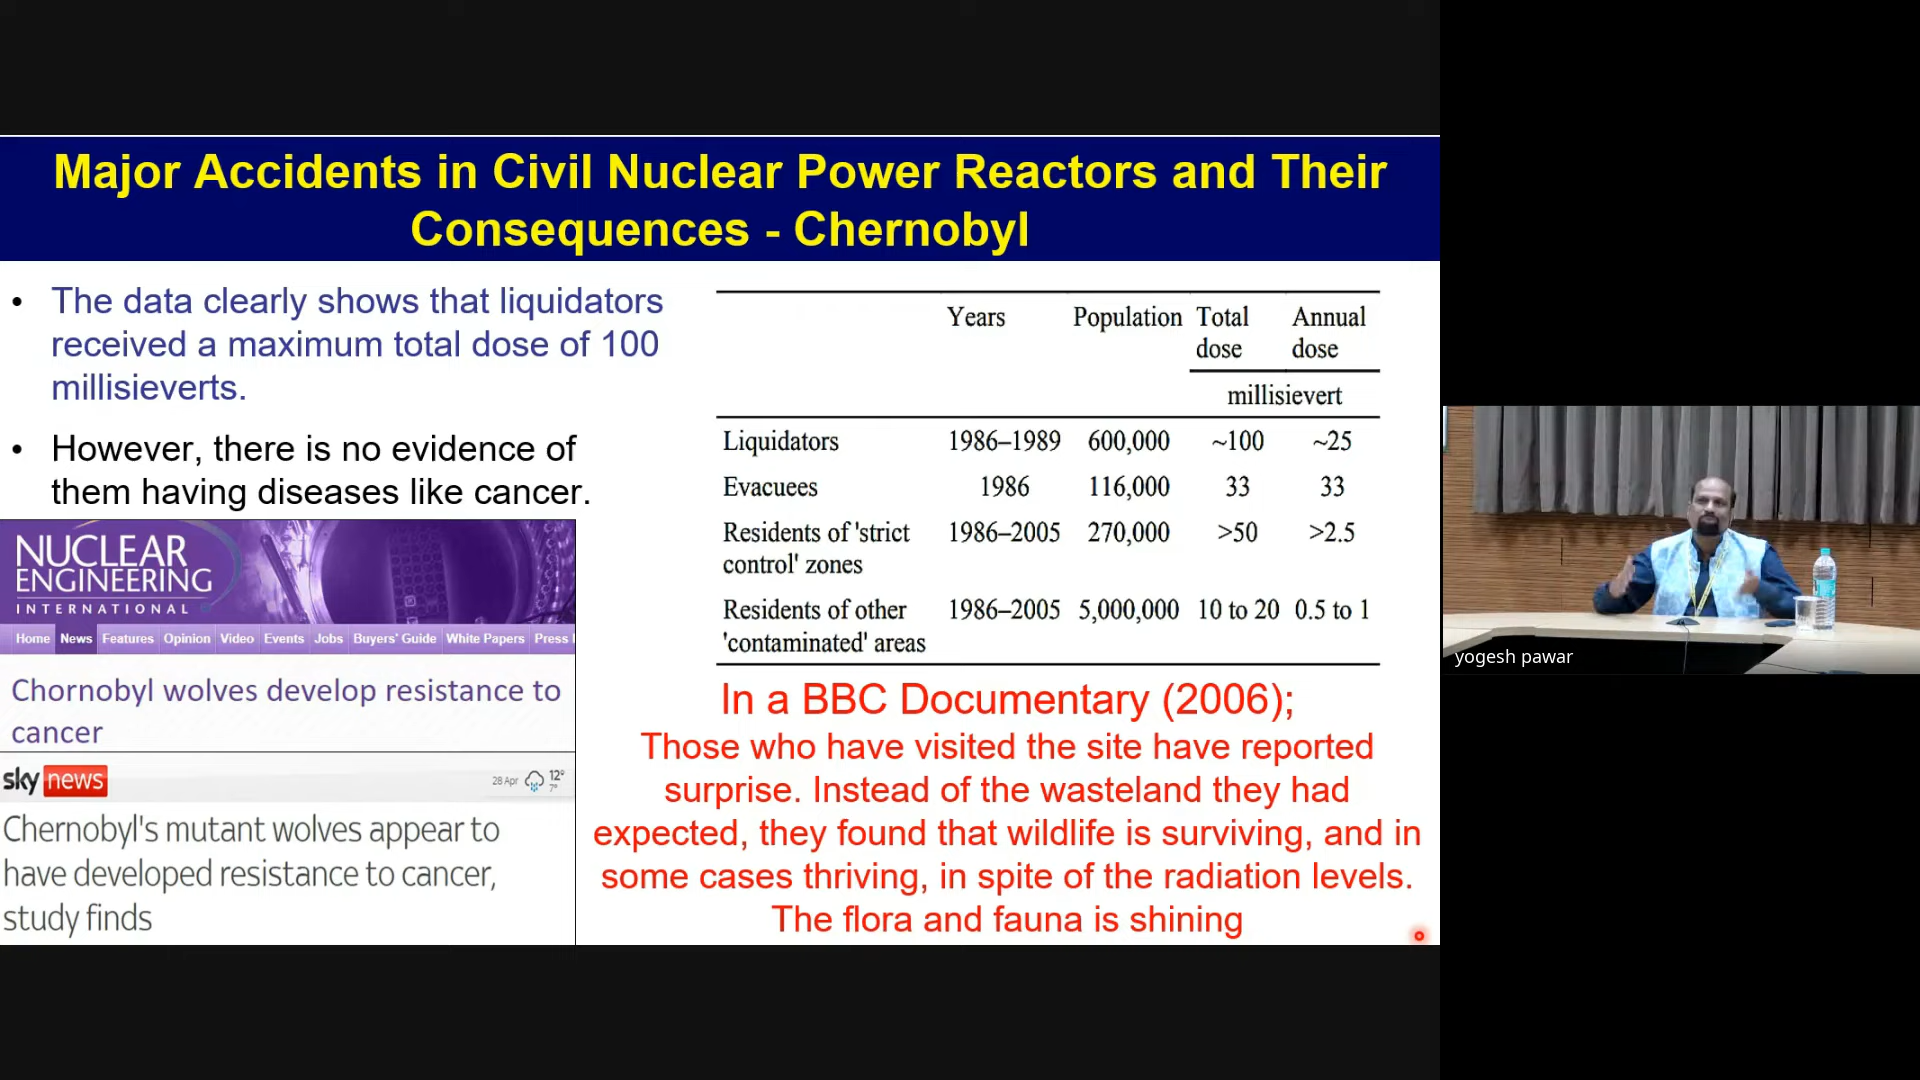 Major Accidents in Civil Nuclear Power Reactors and Their
Consequences - Chernobyl
• The data clearly shows that liquidators
received a maximum total dose of 100
millisieverts.
• However, there is no evidence of
them having diseases like cancer.
NUCLEAR
ENGINEERING
INTERNATIONAL
Home News Features Opinion Video Events Jobs Buyers' Guide White Papers Press
Chornobyl wolves develop resistance to
cancer
sky news 28 Apr 12° 7°
Chernobyl's mutant wolves appear to
have developed resistance to cancer,
study finds
Years Population Total dose Annual dose
millisievert
Liquidators 1986–1989 600,000 ~100 ~25
Evacuees 1986 116,000 33 33
Residents of 'strict control' zones 1986–2005 270,000 >50 >2.5
Residents of other 'contaminated' areas 1986–2005 5,000,000 10 to 20 0.5 to 1
In a BBC Documentary (2006);
Those who have visited the site have reported
surprise. Instead of the wasteland they had
expected, they found that wildlife is surviving, and in
some cases thriving, in spite of the radiation levels.
The flora and fauna is shining
yogesh pawar